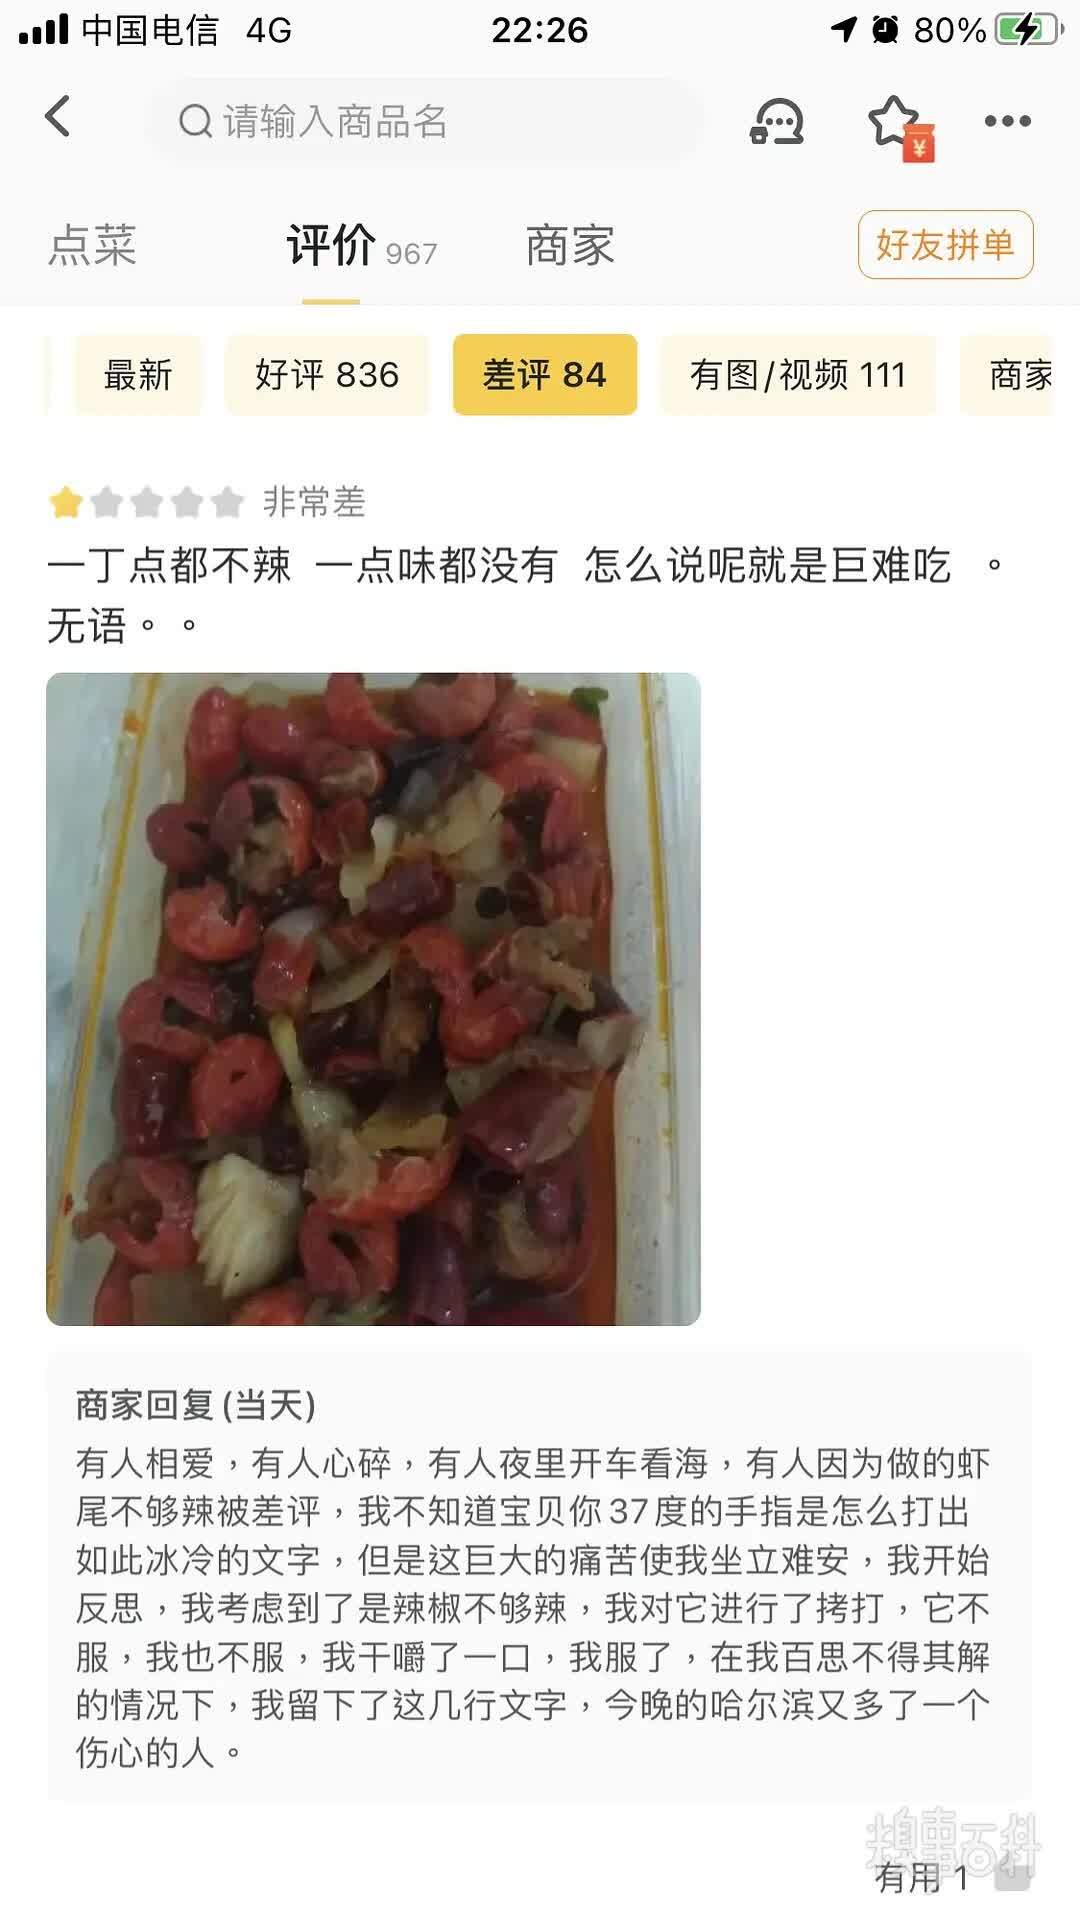 中国电信 4G 22:26 80%
请输入商品名
¥
点菜 评价 967 商家 好友拼单
最新 好评 836 差评 84 有图/视频 111 商家
非常差
一丁点都不辣 一点味都没有 怎么说呢就是巨难吃 。
无语。。
商家回复(当天)
有人相爱，有人心碎，有人夜里开车看海，有人因为做的虾
尾不够辣被差评，我不知道宝贝你37度的手指是怎么打出
如此冰冷的文字，但是这巨大的痛苦使我坐立难安，我开始
反思，我考虑到了是辣椒不够辣，我对它进行了拷打，它不
服，我也不服，我干嚼了一口，我服了，在我百思不得其解
的情况下，我留下了这几行文字，今晚的哈尔滨又多了一个
伤心的人。
糗事百科
有用 1